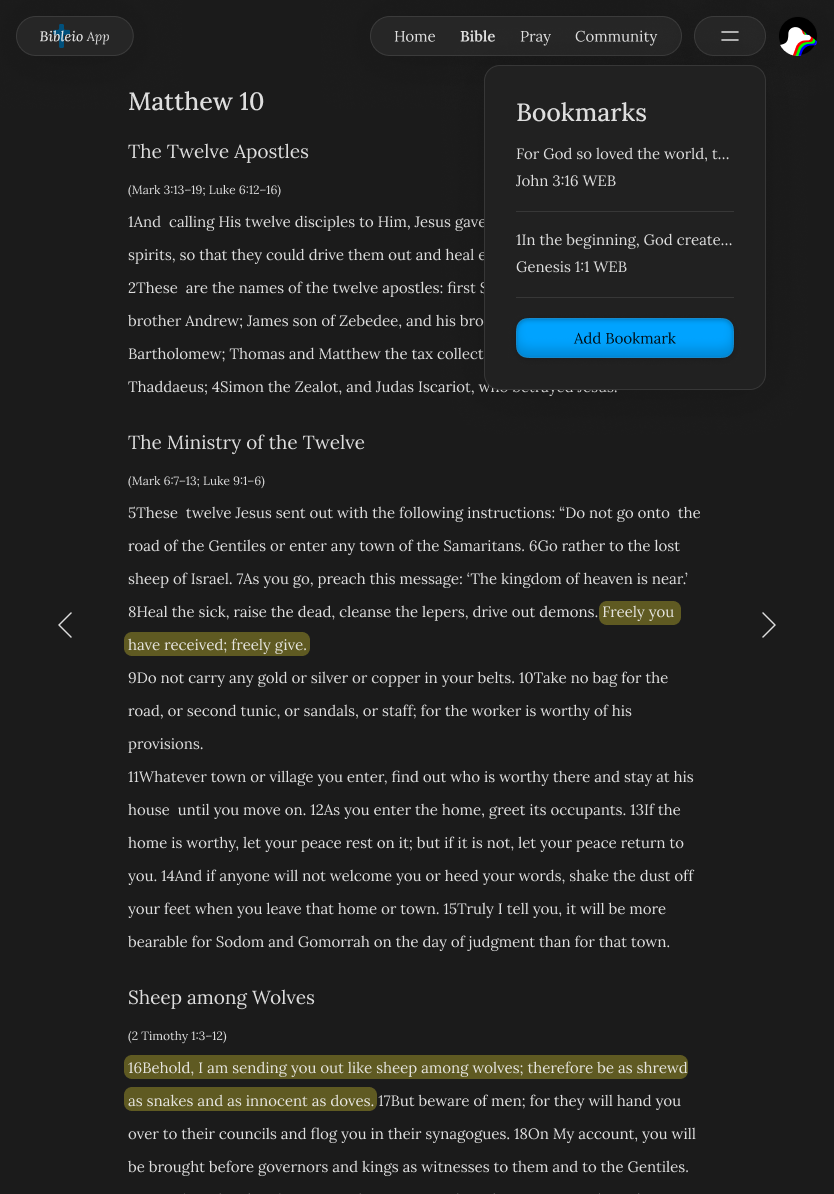 Bibleio App
Home Bible Pray Community
Matthew 10
The Twelve Apostles
(Mark 3:13–19; Luke 6:12–16)
1And  calling His twelve disciples to Him, Jesus gave
spirits, so that they could drive them out and heal
2These  are the names of the twelve apostles: first
brother Andrew; James son of Zebedee, and his
Bartholomew; Thomas and Matthew the tax
Thaddaeus; 4Simon the Zealot, and Judas Iscariot, who betrayed Jesus.
Bookmarks
For God so loved the world, t...
John 3:16 WEB
1In the beginning, God create...
Genesis 1:1 WEB
Add Bookmark
The Ministry of the Twelve
(Mark 6:7–13; Luke 9:1–6)
5These  twelve Jesus sent out with the following instructions: “Do not go onto  the
road of the Gentiles or enter any town of the Samaritans. 6Go rather to the lost
sheep of Israel. 7As you go, preach this message: ‘The kingdom of heaven is near.’
8Heal the sick, raise the dead, cleanse the lepers, drive out demons. Freely you
have received; freely give.
9Do not carry any gold or silver or copper in your belts. 10Take no bag for the
road, or second tunic, or sandals, or staff; for the worker is worthy of his
provisions.
11Whatever town or village you enter, find out who is worthy there and stay at his
house  until you move on. 12As you enter the home, greet its occupants. 13If the
home is worthy, let your peace rest on it; but if it is not, let your peace return to
you. 14And if anyone will not welcome you or heed your words, shake the dust off
your feet when you leave that home or town. 15Truly I tell you, it will be more
bearable for Sodom and Gomorrah on the day of judgment than for that town.
Sheep among Wolves
(2 Timothy 1:3–12)
16Behold, I am sending you out like sheep among wolves; therefore be as shrewd
as snakes and as innocent as doves. 17But beware of men; for they will hand you
over to their councils and flog you in their synagogues. 18On My account, you will
be brought before governors and kings as witnesses to them and to the Gentiles.